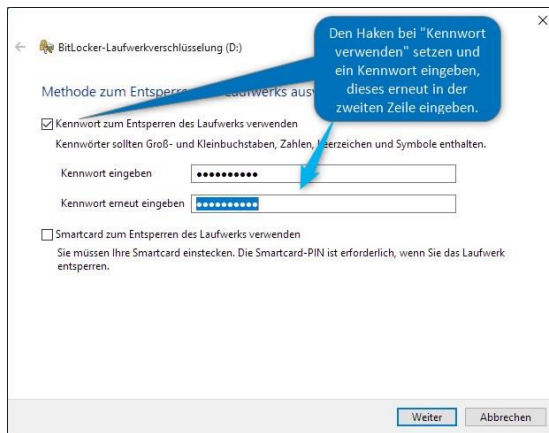 BitLocker-Laufwerkverschlüsselung (D:)
Den Haken bei "Kennwort
verwenden" setzen und
ein Kennwort eingeben,
dieses erneut in der
zweiten Zeile eingeben.
Methode zum Entsperren
Kennwort zum Entsperren des Laufwerks verwenden
Kennwörter sollten Groß- und Kleinbuchstaben, Zahlen, Leerzeichen und Symbole enthalten.
Kennwort eingeben ●●●●●●●●●●
Kennwort erneut eingeben ●●●●●●●●●●
Smartcard zum Entsperren des Laufwerks verwenden
Sie müssen Ihre Smartcard einstecken. Die Smartcard-PIN ist erforderlich, wenn Sie das Laufwerk
entsperren.
Weiter Abbrechen